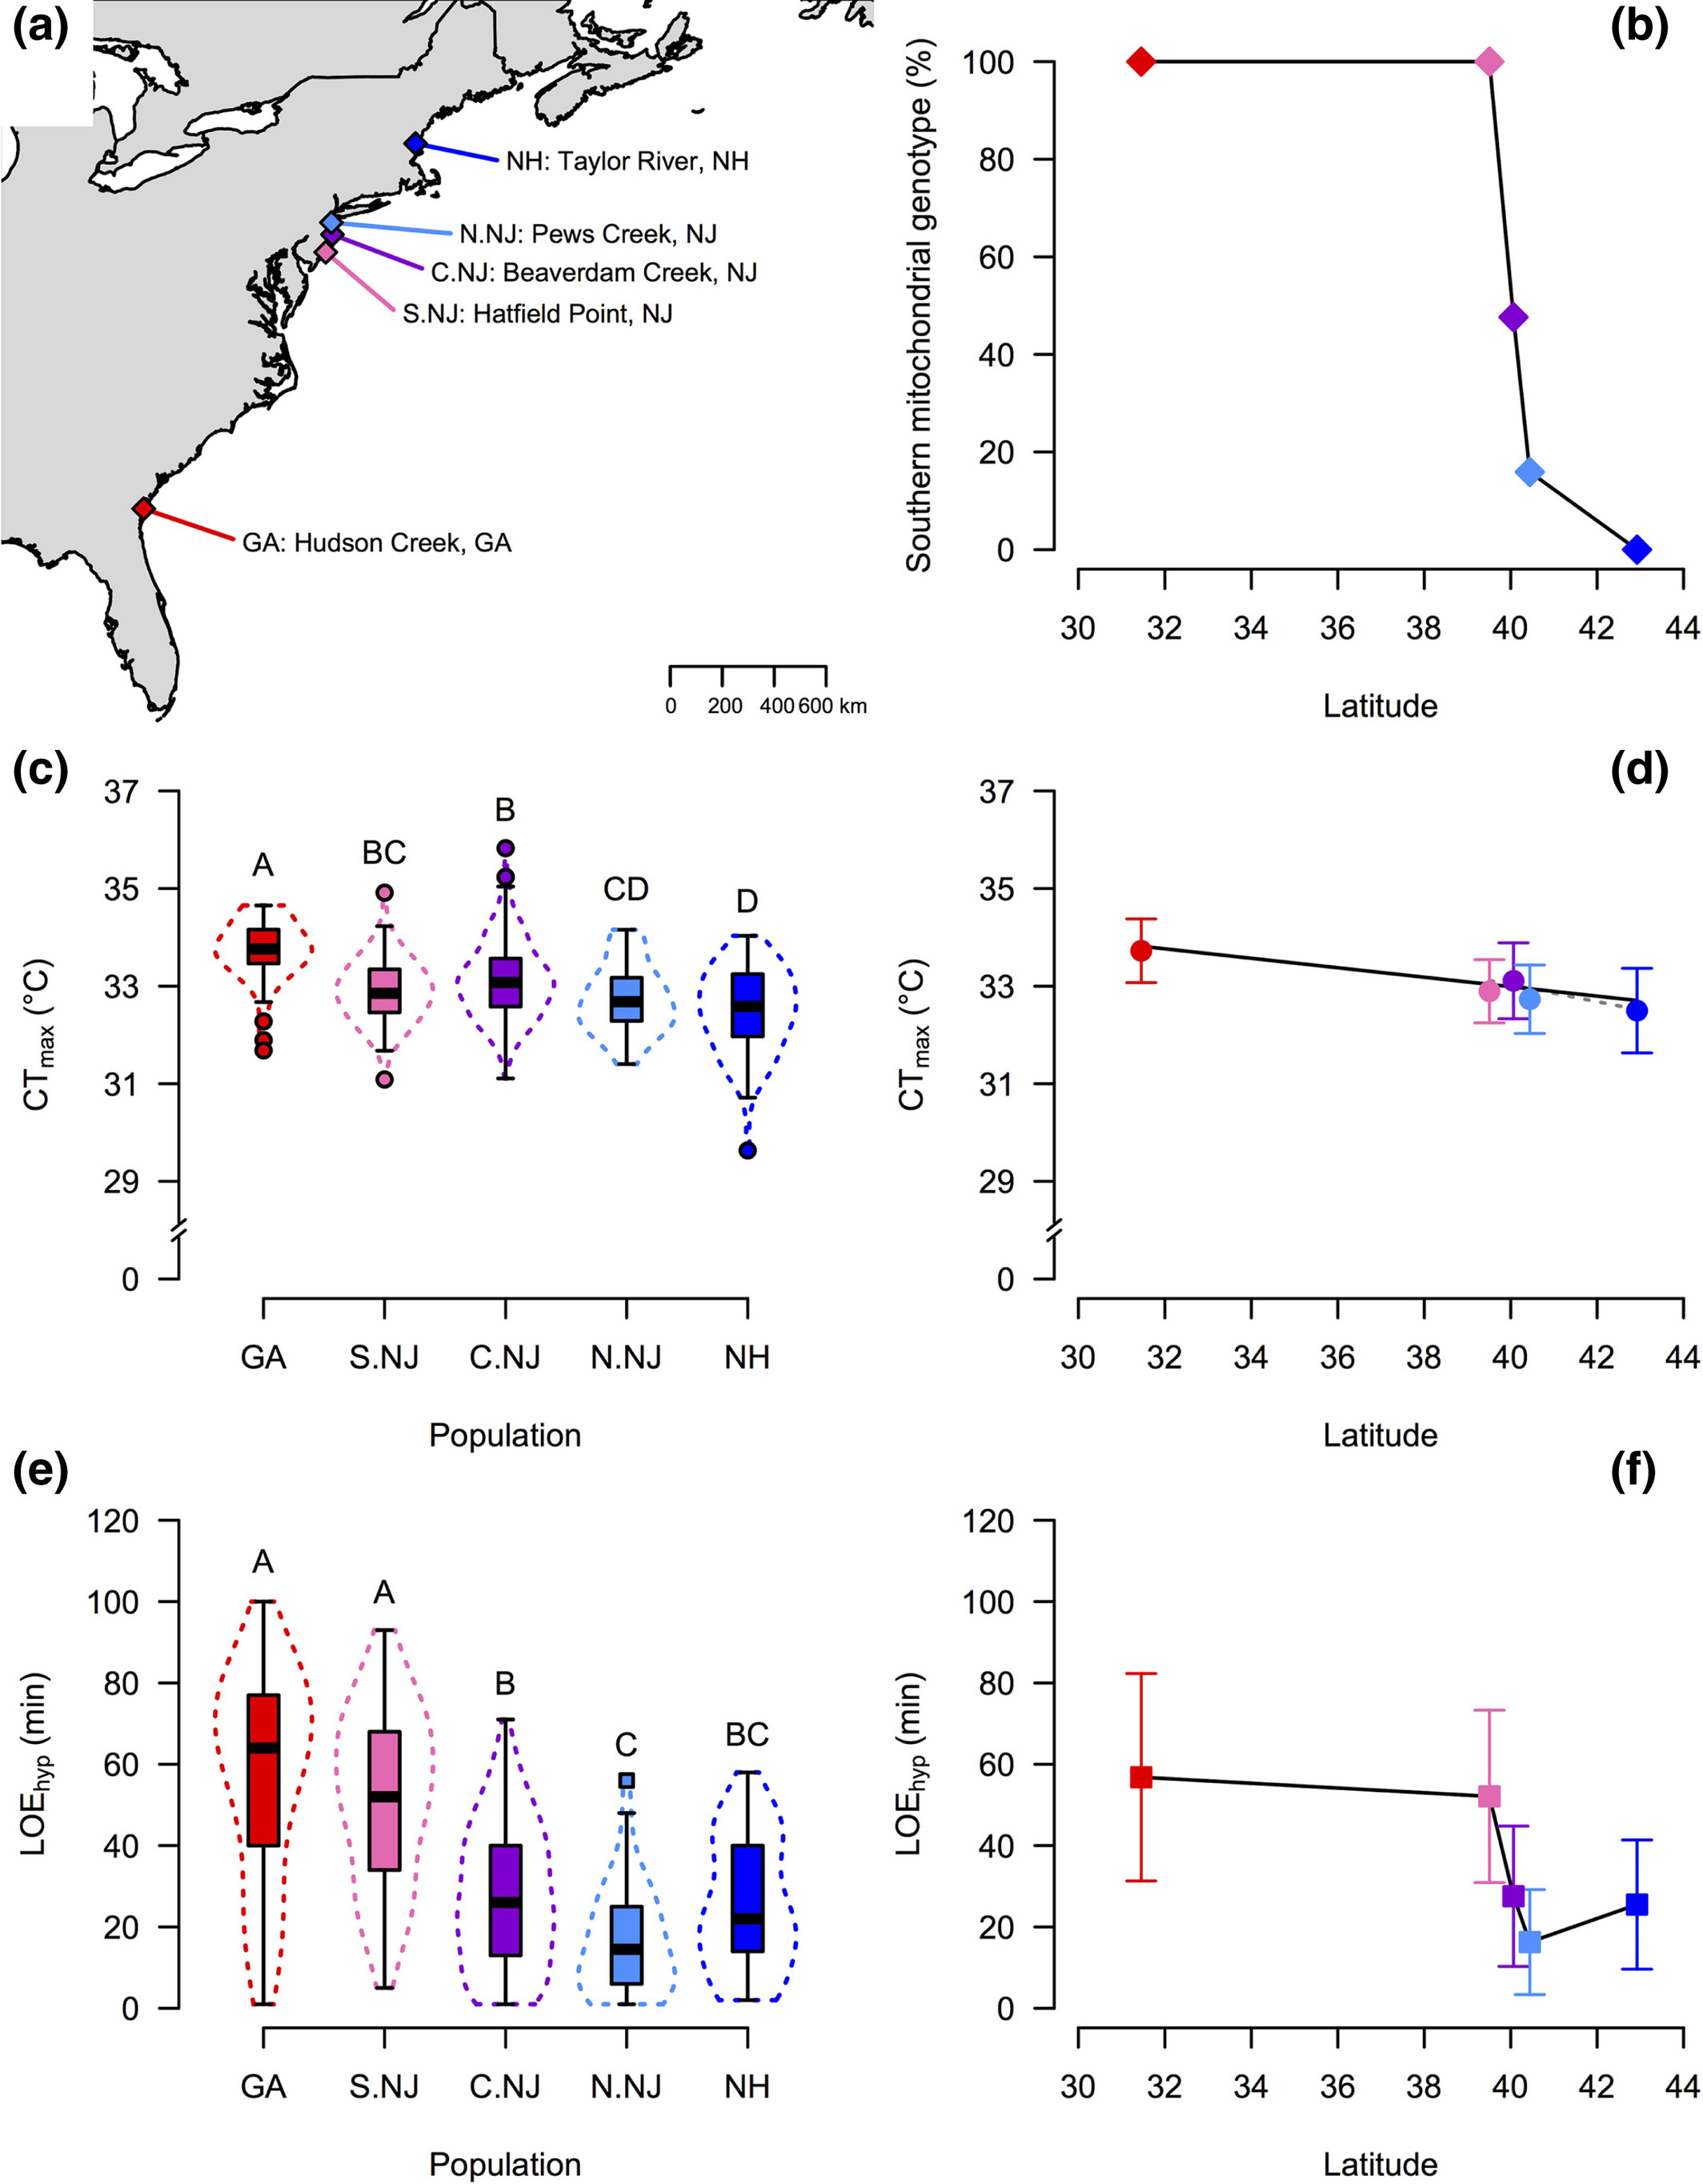 (a)
NH: Taylor River, NH
N.NJ: Pews Creek, NJ
C.NJ: Beaverdam Creek, NJ
S.NJ: Hatfield Point, NJ
GA: Hudson Creek, GA
0 200 400 600 km
(b)
Southern mitochondrial genotype (%)
100
80
60
40
20
0
30 32 34 36 38 40 42 44
Latitude
(c)
CTmax (°C)
37
35
33
31
29
0
A BC B CD D
GA S.NJ C.NJ N.NJ NH
Population
(d)
CTmax (°C)
37
35
33
31
29
0
30 32 34 36 38 40 42 44
Latitude
(e)
LOEhyp (min)
120
100
80
60
40
20
0
A A B C BC
GA S.NJ C.NJ N.NJ NH
Population
(f)
LOEhyp (min)
120
100
80
60
40
20
0
30 32 34 36 38 40 42 44
Latitude